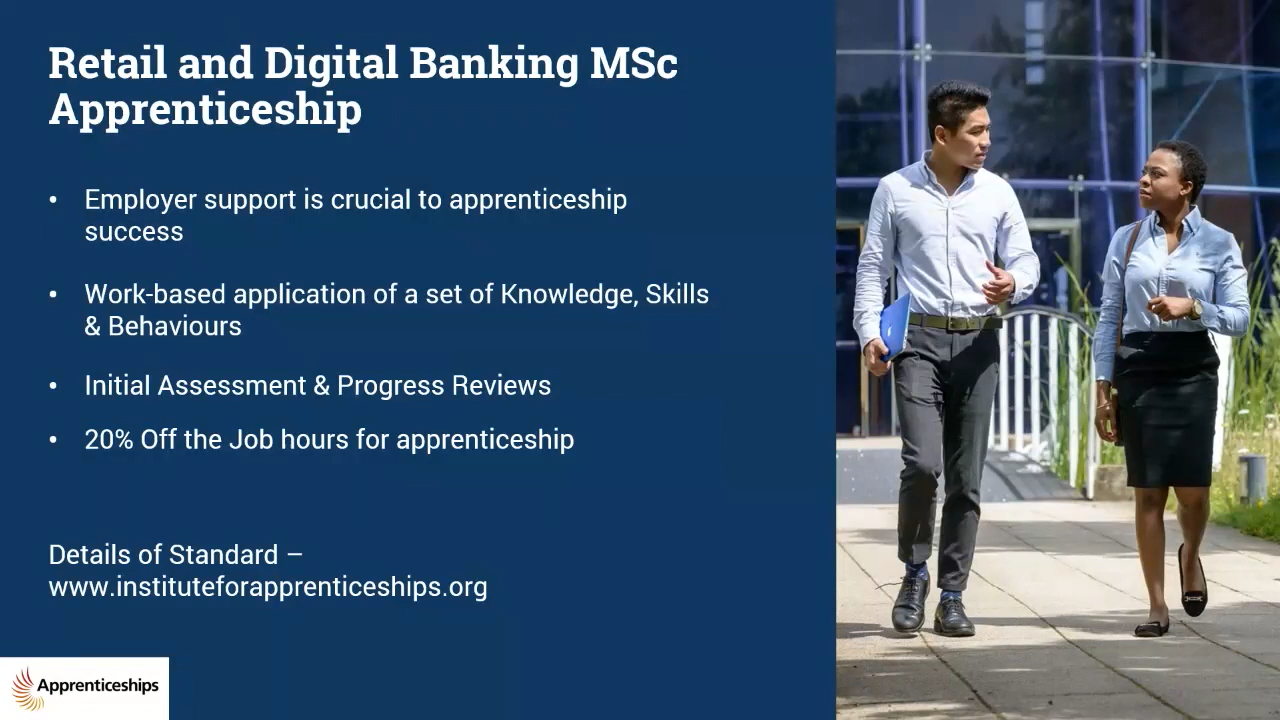 Retail and Digital Banking MSc
Apprenticeship
• Employer support is crucial to apprenticeship
success
• Work-based application of a set of Knowledge, Skills
& Behaviours
• Initial Assessment & Progress Reviews
• 20% Off the Job hours for apprenticeship
Details of Standard –
www.instituteforapprenticeships.org
Apprenticeships